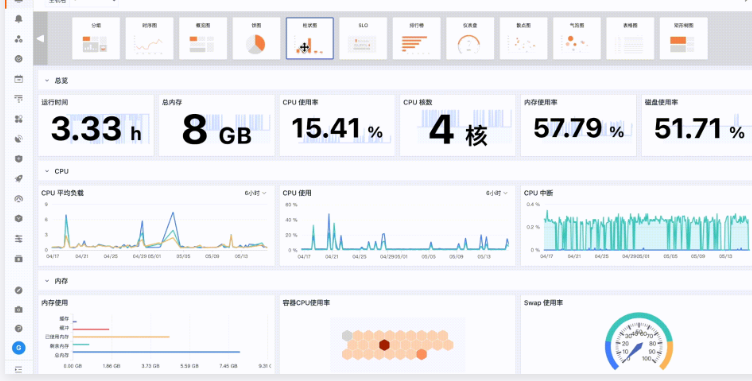 分组 时序图 概览图 饼图 柱状图 SLO 排行榜 仪表盘 散点图 气泡图 表格图 矩形树图
总览
运行时间 总内存 CPU 使用率 CPU 核数 内存使用率 磁盘使用率
3.33 h 8 GB 15.41 % 4 核 57.79 % 51.71 %
CPU
CPU 平均负载 6小时 CPU 使用 6小时 CPU 中断
9 6 3 0
04/17 04/21 04/25 04/29 05/01 05/05 05/09 05/13
60 % 40 % 20 % 0 %
04/17 04/21 04/25 04/29 05/01 05/05 05/09 05/13
0.4 % 0.2 % 0 %
04/17 04/21 04/25 04/29 05/01 05/05 05/09 05/13
内存
内存使用 容器CPU使用率 Swap 使用率
缓存
缓冲
已使用内存
剩余内存
总内存
0.00 GB 1.86 GB 3.73 GB 5.59 GB 7.45 GB
0 10 20 30 40 60 70 80 90 100
G